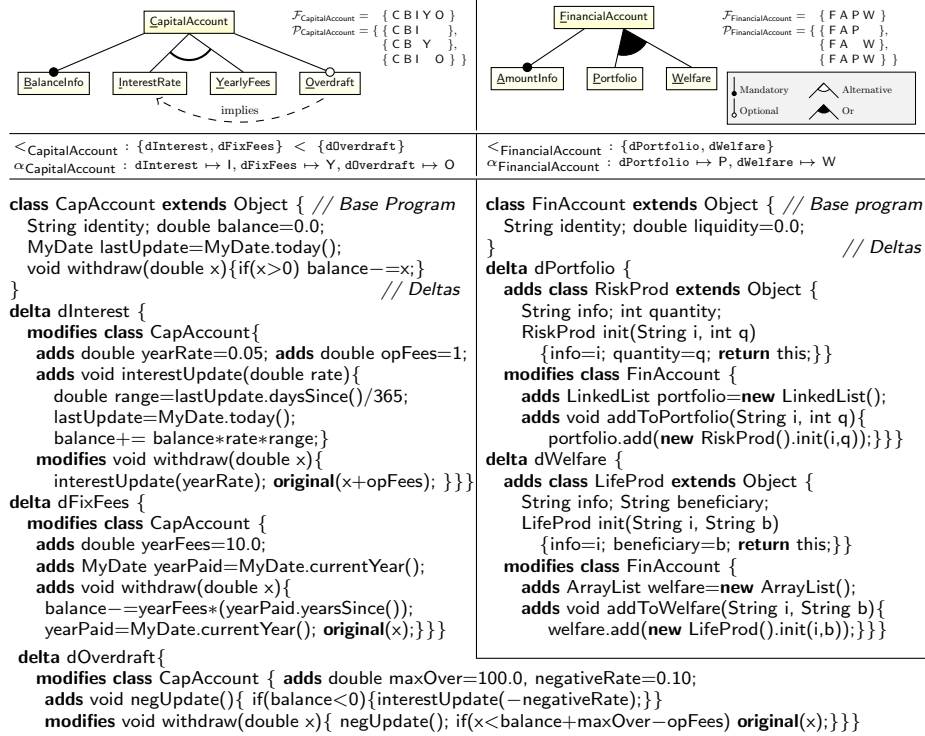 CapitalAccount
BalanceInfo
InterestRate
YearlyFees
Overdraft
implies
F_CapitalAccount = { C B I Y O }
P_CapitalAccount = { { C B I },
{ C B Y },
{ C B I O } }
FinancialAccount
AmountInfo
Portfolio
Welfare
F_FinancialAccount = { F A P W }
P_FinancialAccount = { { F A P },
{ F A W },
{ F A P W } }
Mandatory
Alternative
Optional
Or
<_CapitalAccount : {dInterest, dFixFees} < {dOverdraft}
α_CapitalAccount : dInterest ↦ I, dFixFees ↦ Y, dOverdraft ↦ O
<_FinancialAccount : {dPortfolio, dWelfare}
α_FinancialAccount : dPortfolio ↦ P, dWelfare ↦ W
class CapAccount extends Object { // Base Program
String identity; double balance=0.0;
MyDate lastUpdate=MyDate.today();
void withdraw(double x){if(x>0) balance−=x;}
} // Deltas
delta dInterest {
modifies class CapAccount{
adds double yearRate=0.05; adds double opFees=1;
adds void interestUpdate(double rate){
double range=lastUpdate.daysSince()/365;
lastUpdate=MyDate.today();
balance+= balance∗rate∗range;}
modifies void withdraw(double x){
interestUpdate(yearRate); original(x+opFees); }}}
delta dFixFees {
modifies class CapAccount {
adds double yearFees=10.0;
adds MyDate yearPaid=MyDate.currentYear();
adds void withdraw(double x){
balance−=yearFees∗(yearPaid.yearsSince());
yearPaid=MyDate.currentYear(); original(x);}}}
class FinAccount extends Object { // Base program
String identity; double liquidity=0.0;
} // Deltas
delta dPortfolio {
adds class RiskProd extends Object {
String info; int quantity;
RiskProd init(String i, int q)
{info=i; quantity=q; return this;}}
modifies class FinAccount {
adds LinkedList portfolio=new LinkedList();
adds void addToPortfolio(String i, int q){
portfolio.add(new RiskProd().init(i,q));}}}
delta dWelfare {
adds class LifeProd extends Object {
String info; String beneficiary;
LifeProd init(String i, String b)
{info=i; beneficiary=b; return this;}}
modifies class FinAccount {
adds ArrayList welfare=new ArrayList();
adds void addToWelfare(String i, String b){
welfare.add(new LifeProd().init(i,b));}}}
delta dOverdraft{
modifies class CapAccount { adds double maxOver=100.0, negativeRate=0.10;
adds void negUpdate(){ if(balance<0){interestUpdate(−negativeRate);}}
modifies void withdraw(double x){ negUpdate(); if(x<balance+maxOver−opFees) original(x);}}}